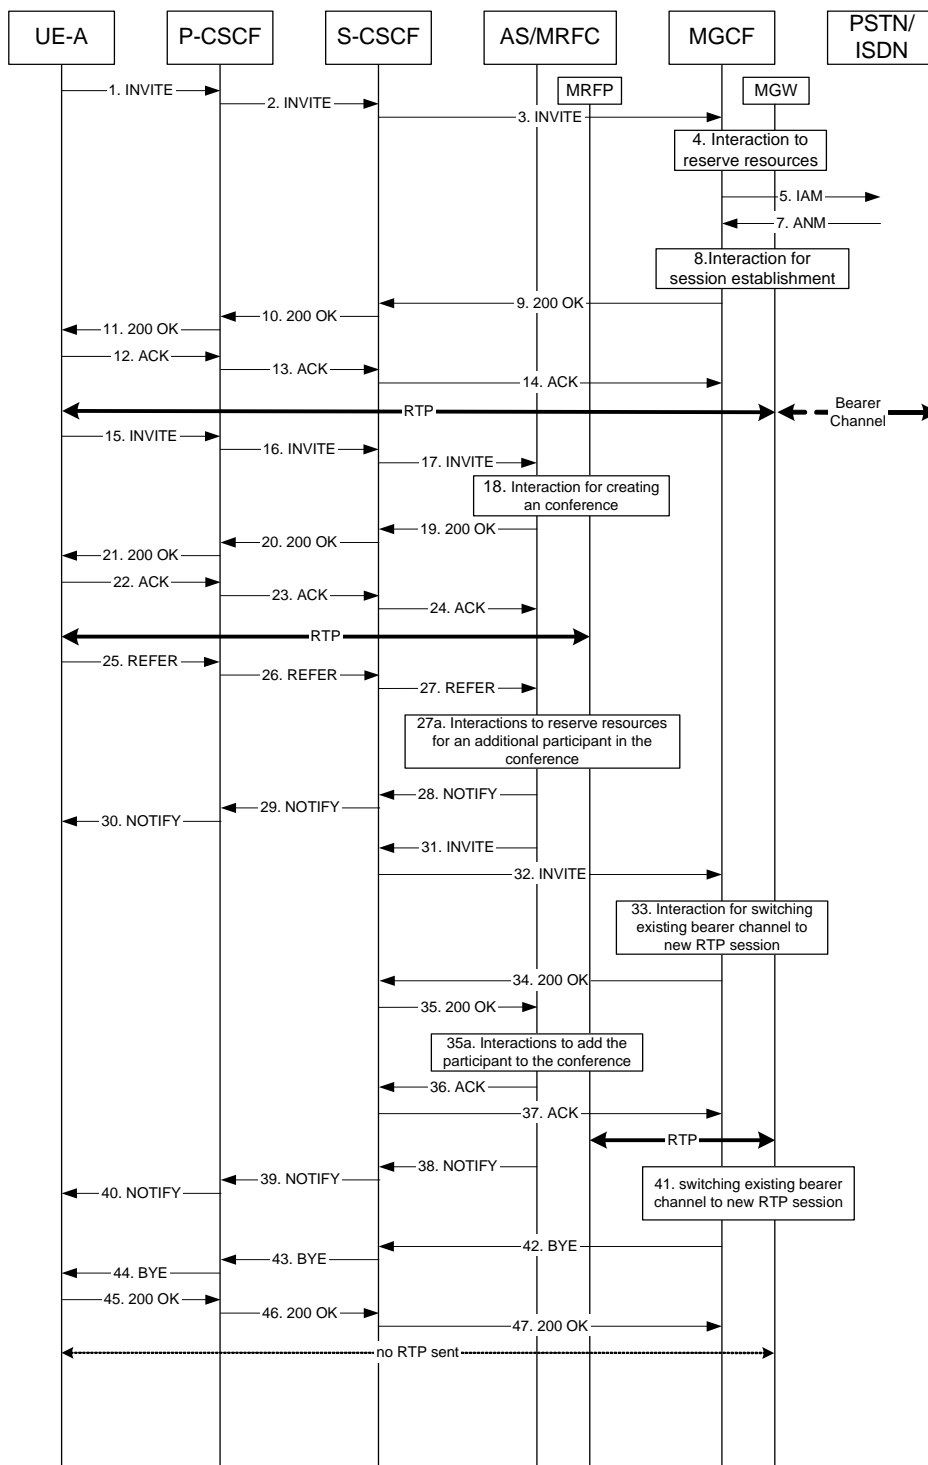 UE-A
P-CSCF
S-CSCF
AS/MRFC
MGCF
PSTN/
ISDN
MRFP
MGW
1. INVITE
2. INVITE
3. INVITE
4. Interaction to
reserve resources
5. IAM
7. ANM
8.Interaction for
session establishment
9. 200 OK
10. 200 OK
11. 200 OK
12. ACK
13. ACK
14. ACK
RTP
Bearer
Channel
15. INVITE
16. INVITE
17. INVITE
18. Interaction for creating
an conference
19. 200 OK
20. 200 OK
21. 200 OK
22. ACK
23. ACK
24. ACK
RTP
25. REFER
26. REFER
27. REFER
27a. Interactions to reserve resources
for an additional participant in the
conference
28. NOTIFY
29. NOTIFY
30. NOTIFY
31. INVITE
32. INVITE
33. Interaction for switching
existing bearer channel to
new RTP session
34. 200 OK
35. 200 OK
35a. Interactions to add the
participant to the conference
36. ACK
37. ACK
RTP
38. NOTIFY
39. NOTIFY
40. NOTIFY
41. switching existing bearer
channel to new RTP session
42. BYE
43. BYE
44. BYE
45. 200 OK
46. 200 OK
47. 200 OK
no RTP sent